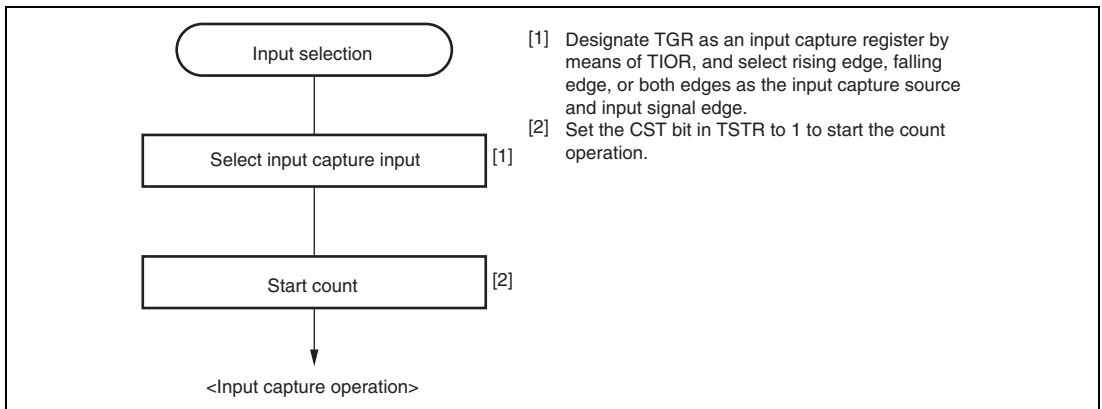 Input selection
Select input capture input
[1]
Start count
[2]
<Input capture operation>
[1] Designate TGR as an input capture register by
means of TIOR, and select rising edge, falling
edge, or both edges as the input capture source
and input signal edge.
[2] Set the CST bit in TSTR to 1 to start the count
operation.